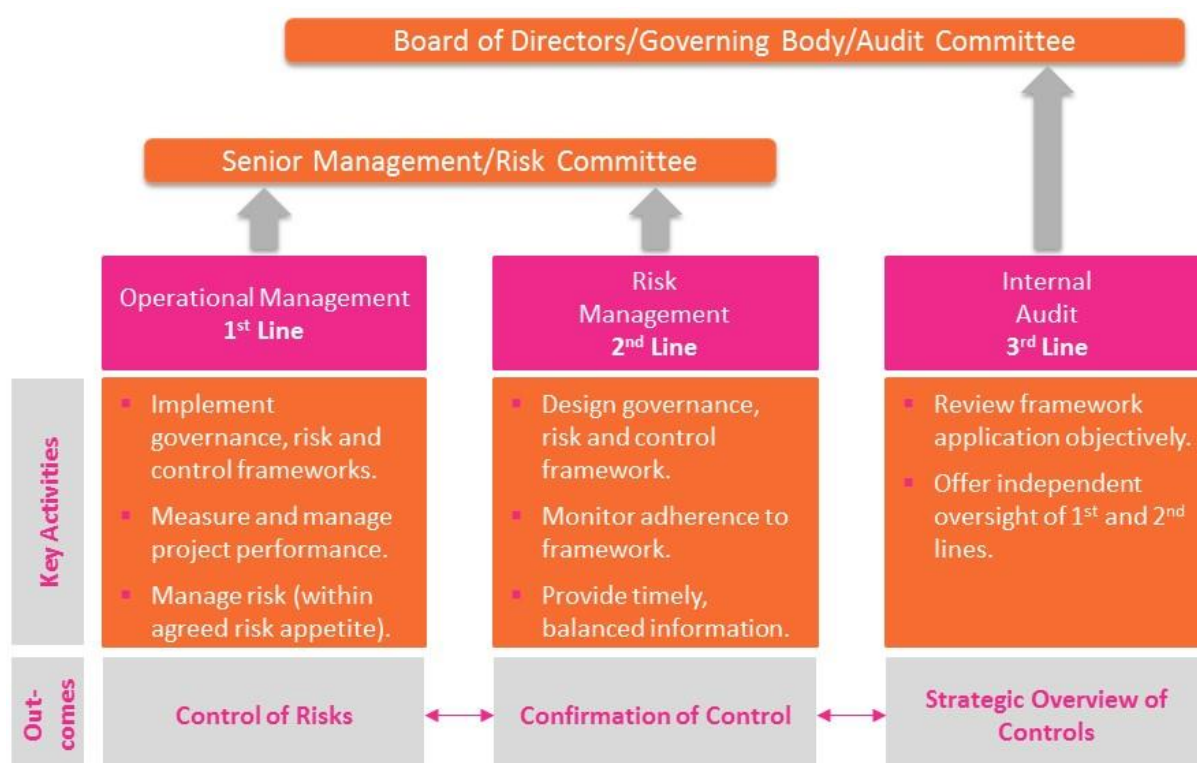 Board of Directors/Governing Body/Audit Committee
Senior Management/Risk Committee
Operational Management
1st Line
Risk
Management
2nd Line
Internal
Audit
3rd Line
Key Activities
▪ Implement
governance, risk and
control frameworks.
▪ Measure and manage
project performance.
▪ Manage risk (within
agreed risk appetite).
▪ Design governance,
risk and control
framework.
▪ Monitor adherence to
framework.
▪ Provide timely,
balanced information.
▪ Review framework
application objectively.
▪ Offer independent
oversight of 1st and 2nd
lines.
Out-
comes
Control of Risks
Confirmation of Control
Strategic Overview of
Controls